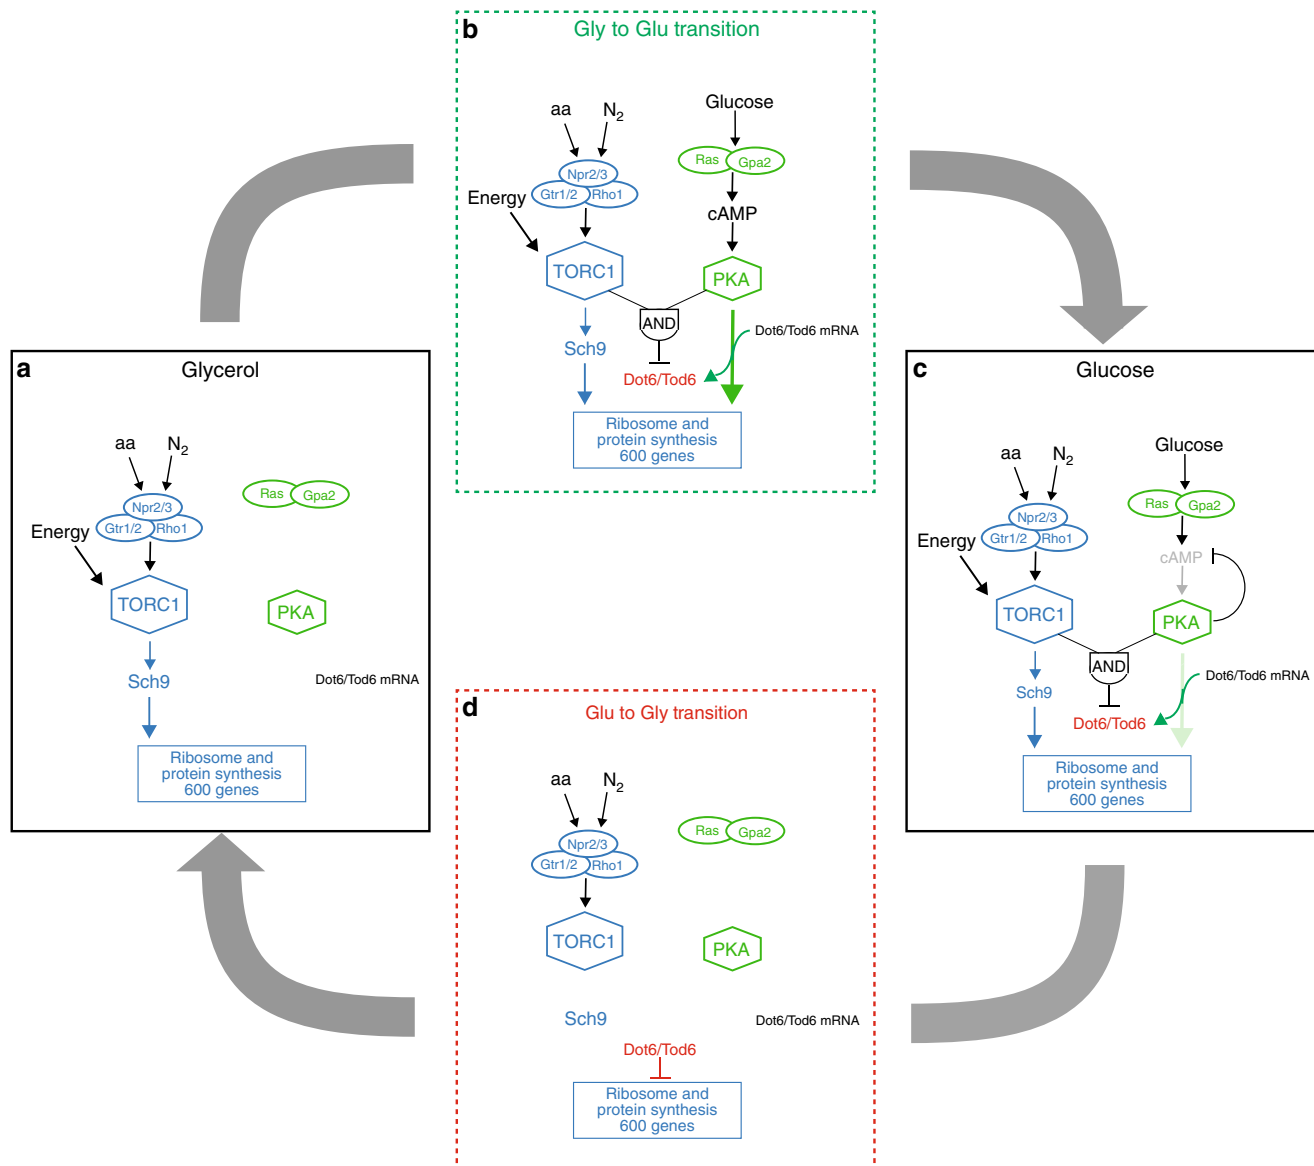 b
Gly to Glu transition
aa
N2
Glucose
Npr2/3
Ras
Gpa2
Energy
Gtr1/2
Rho1
cAMP
TORC1
PKA
AND
Dot6/Tod6 mRNA
Sch9
Dot6/Tod6
Ribosome and
protein synthesis
600 genes
a
Glycerol
aa
N2
Npr2/3
Ras
Gpa2
Energy
Gtr1/2
Rho1
TORC1
PKA
Sch9
Dot6/Tod6 mRNA
Ribosome and
protein synthesis
600 genes
c
Glucose
aa
N2
Glucose
Npr2/3
Ras
Gpa2
Energy
Gtr1/2
Rho1
cAMP
TORC1
PKA
AND
Dot6/Tod6 mRNA
Sch9
Dot6/Tod6
Ribosome and
protein synthesis
600 genes
d
Glu to Gly transition
aa
N2
Npr2/3
Ras
Gpa2
Gtr1/2
Rho1
TORC1
PKA
Sch9
Dot6/Tod6 mRNA
Dot6/Tod6
Ribosome and
protein synthesis
600 genes